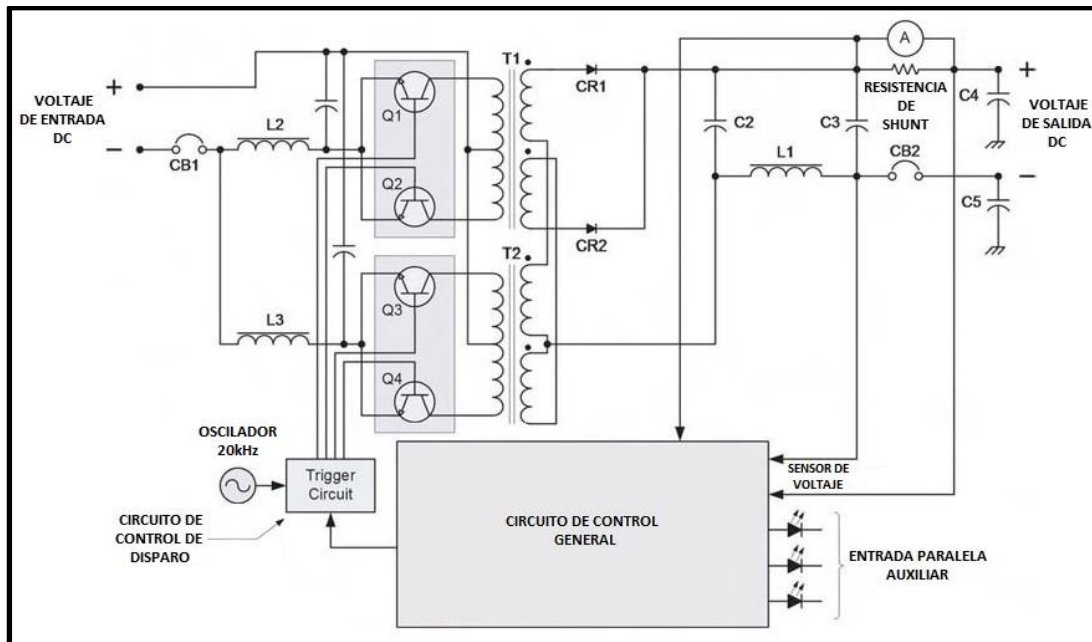 A
+
VOLTAJE
DE ENTRADA
DC
−
CB1
L2
L3
Q1
Q2
Q3
Q4
T1
T2
CR1
CR2
C2
C3
L1
RESISTENCIA
DE
SHUNT
CB2
C4
C5
+
VOLTAJE
DE SALIDA
DC
−
OSCILADOR
20kHz
Trigger
Circuit
CIRCUITO DE
CONTROL DE
DISPARO
CIRCUITO DE CONTROL
GENERAL
SENSOR DE
VOLTAJE
ENTRADA PARALELA
AUXILIAR